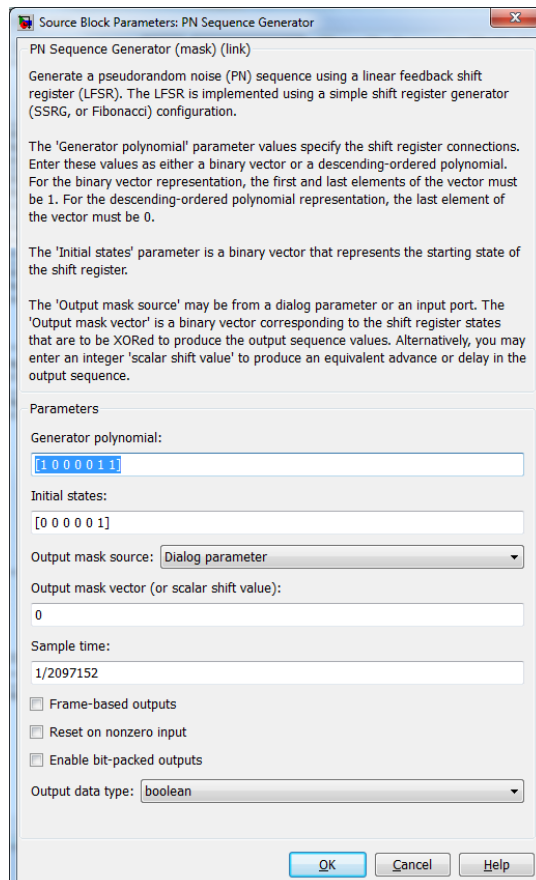 Source Block Parameters: PN Sequence Generator
PN Sequence Generator (mask) (link)
Generate a pseudorandom noise (PN) sequence using a linear feedback shift
register (LFSR). The LFSR is implemented using a simple shift register generator
(SSRG, or Fibonacci) configuration.
The 'Generator polynomial' parameter values specify the shift register connections.
Enter these values as either a binary vector or a descending-ordered polynomial.
For the binary vector representation, the first and last elements of the vector must
be 1. For the descending-ordered polynomial representation, the last element of
the vector must be 0.
The 'Initial states' parameter is a binary vector that represents the starting state of
the shift register.
The 'Output mask source' may be from a dialog parameter or an input port. The
'Output mask vector' is a binary vector corresponding to the shift register states
that are to be XORed to produce the output sequence values. Alternatively, you may
enter an integer 'scalar shift value' to produce an equivalent advance or delay in the
output sequence.
Parameters
Generator polynomial:
[1 0 0 0 0 1 1]
Initial states:
[0 0 0 0 0 1]
Output mask source: Dialog parameter
Output mask vector (or scalar shift value):
0
Sample time:
1/2097152
Frame-based outputs
Reset on nonzero input
Enable bit-packed outputs
Output data type: boolean
OK Cancel Help